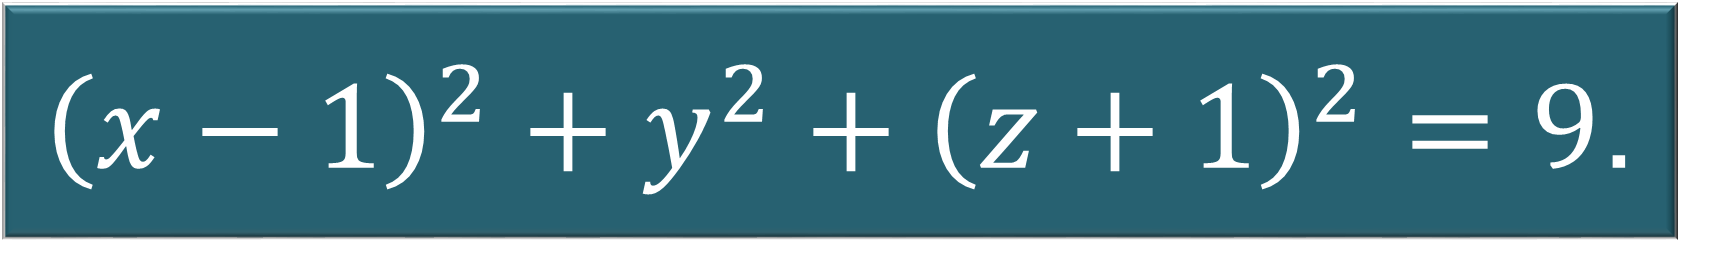 (x − 1)² + y² + (z + 1)² = 9.